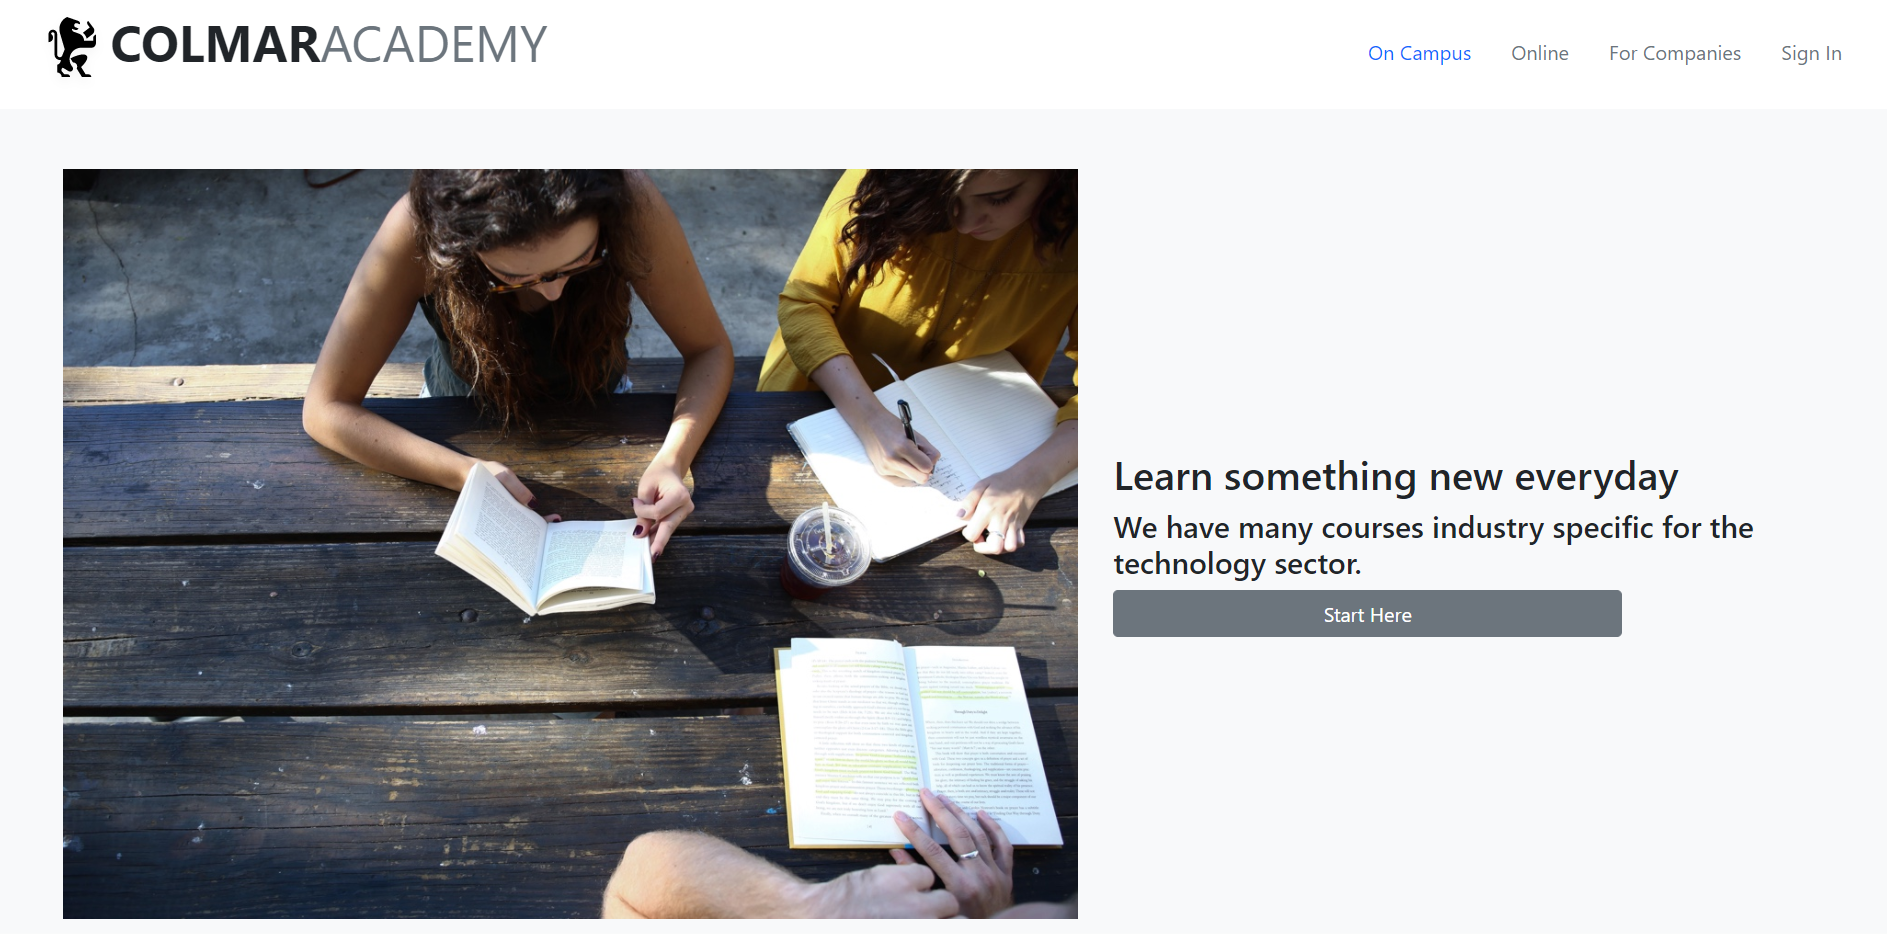 COLMARACADEMY
On Campus
Online
For Companies
Sign In
Learn something new everyday
We have many courses industry specific for the
technology sector.
Start Here